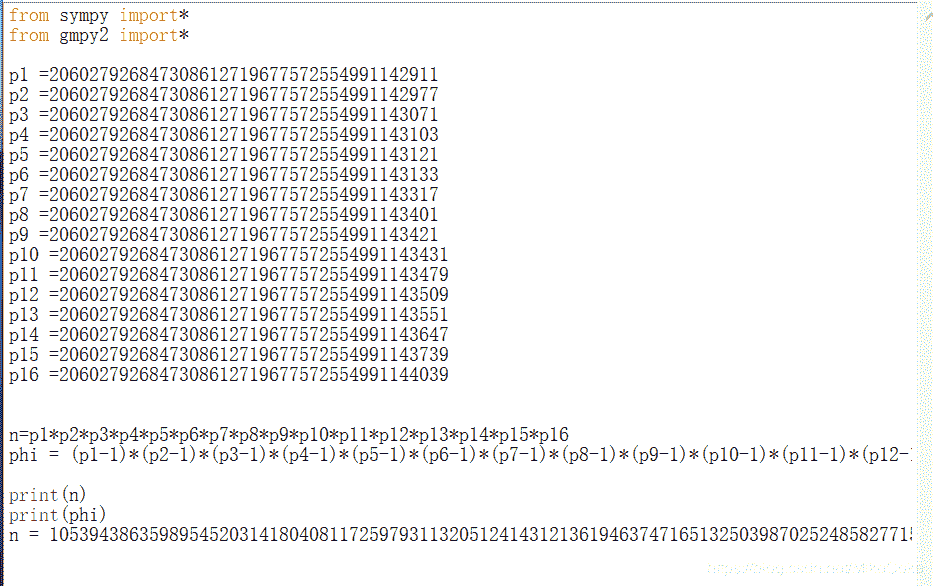 from sympy import*
from gmpy2 import*
p1 =20602792684730861271967757255499 1142911
p2 =206027926847308612719677572554991142977
p3 =206027926847308612719677572554991143071
p4 =206027926847308612719677572554991143103
p5 =206027926847308612719677572554991143121
p6 =206027926847308612719677572554991143133
p7 =206027926847308612719677572554991143317
p8 =206027926847308612719677572554991143401
p9 =206027926847308612719677572554991143421
p10 =206027926847308612719677572554991143431
p11 =206027926847308612719677572554991143479
p12 =206027926847308612719677572554991143509
p13 =206027926847308612719677572554991143551
p14 =206027926847308612719677572554991143647
p15 =206027926847308612719677572554991143739
p16 =206027926847308612719677572554991144039
n=p1*p2*p3*p4*p5*p6*p7*p8*p9*p10*p11*p12*p13*p14*p15*p16
phi = (p1-1)*(p2-1)*(p3-1)*(p4-1)*(p5-1)*(p6-1)*(p7-1)*(p8-1)*(p9-1)*(p10-1)*(p11-1)*(p12-
print(n)
print(phi)
n = 10539438635989545203141804081172597931132051241431213619463747165132503987025248582771